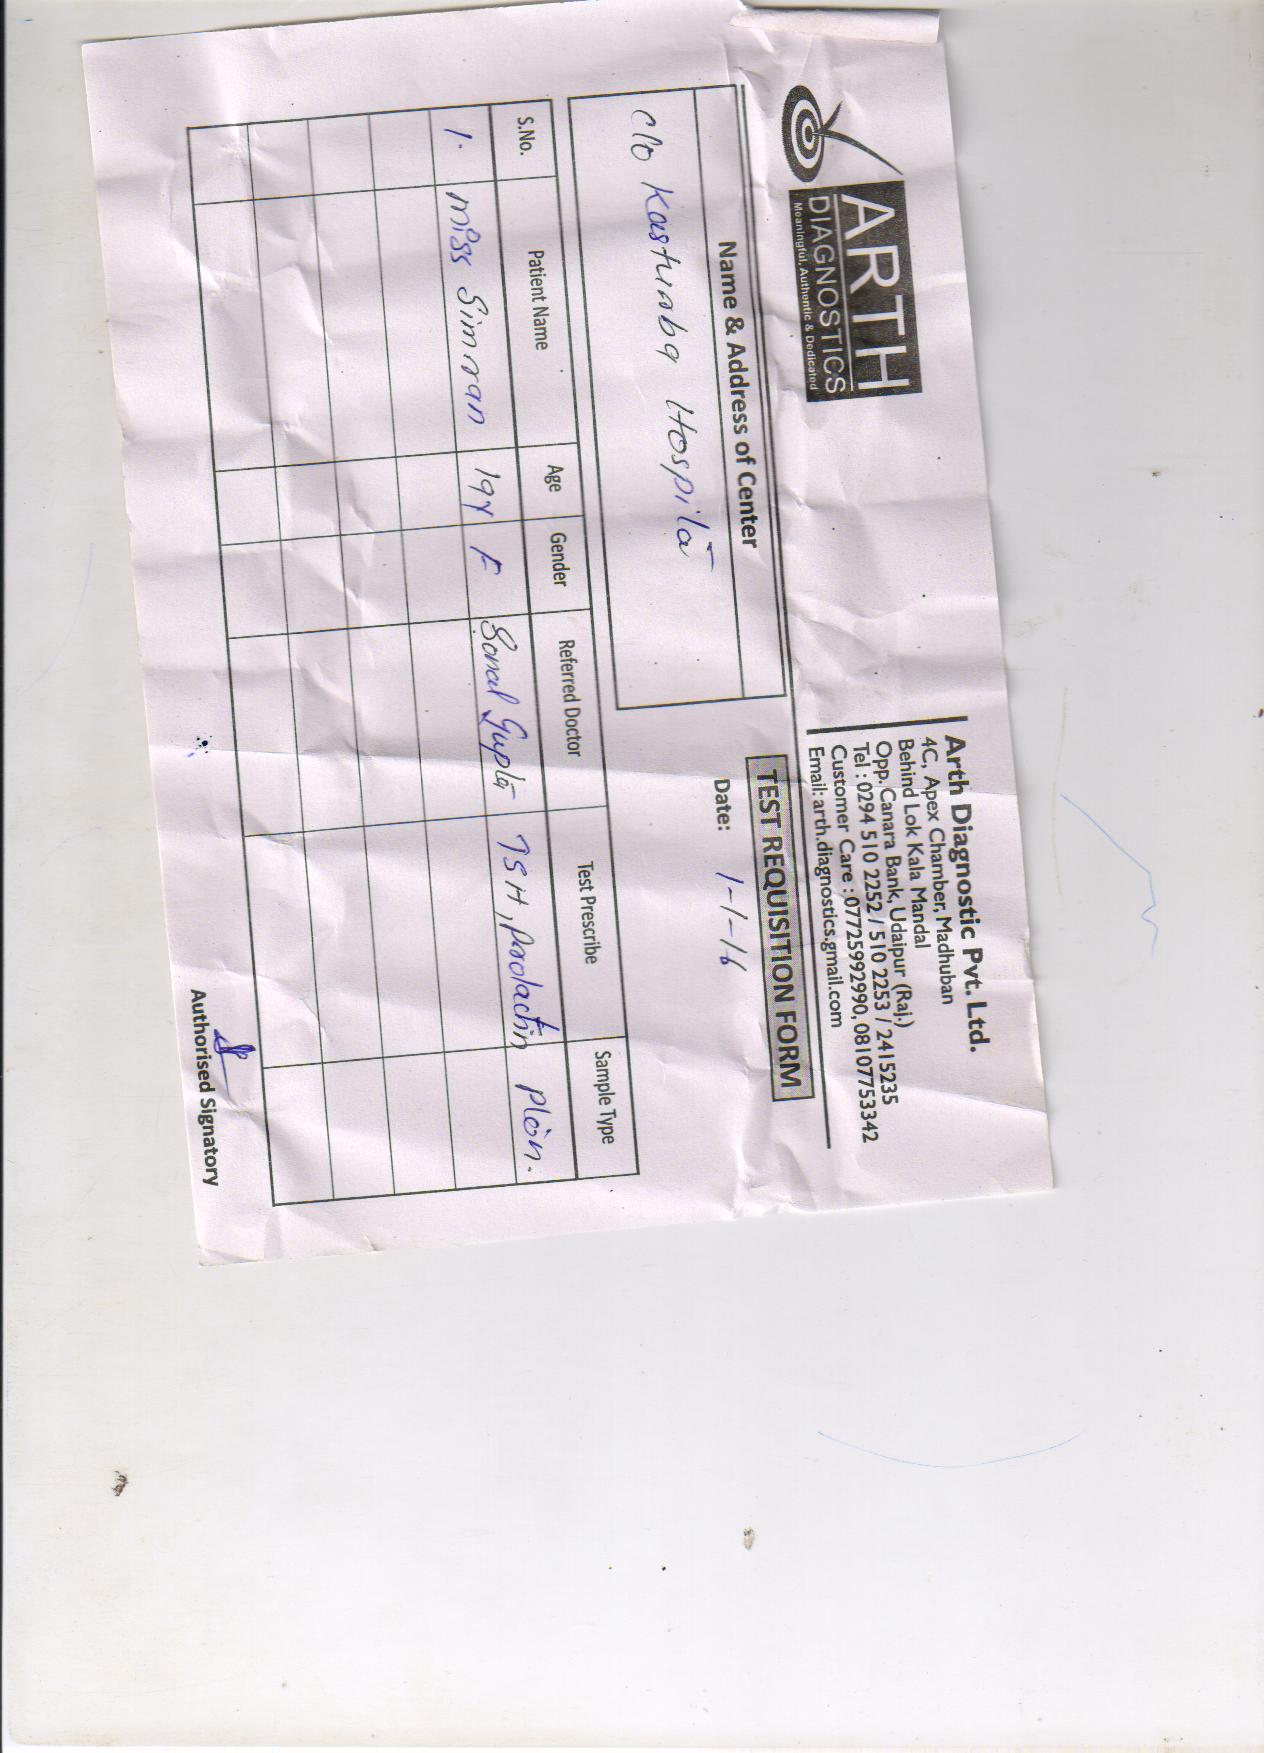 ARTH
DIAGNOSTICS
Meaningful, Authentic & Dedicated
Arth Diagnostic Pvt. Ltd.
4C, Apex Chamber, Madhuban
Behind Lok Kala Mandal
Opp. Canara Bank, Udaipur (Raj.)
Tel : 0294 510 2252 / 510 2253 / 2415235
Customer Care : 07725992990, 08107753342
Email: arth.diagnostics.gmail.com
Name & Address of Center
TEST REQUISITION FORM
C/o Kasturba Hospital
Date: 1-1-16
S.No. Patient Name Age Gender Referred Doctor Test Prescribe Sample Type
1. Miss Simran 19Y F Sonal Gupta TSH, Prolactin Plain.
Authorised Signatory